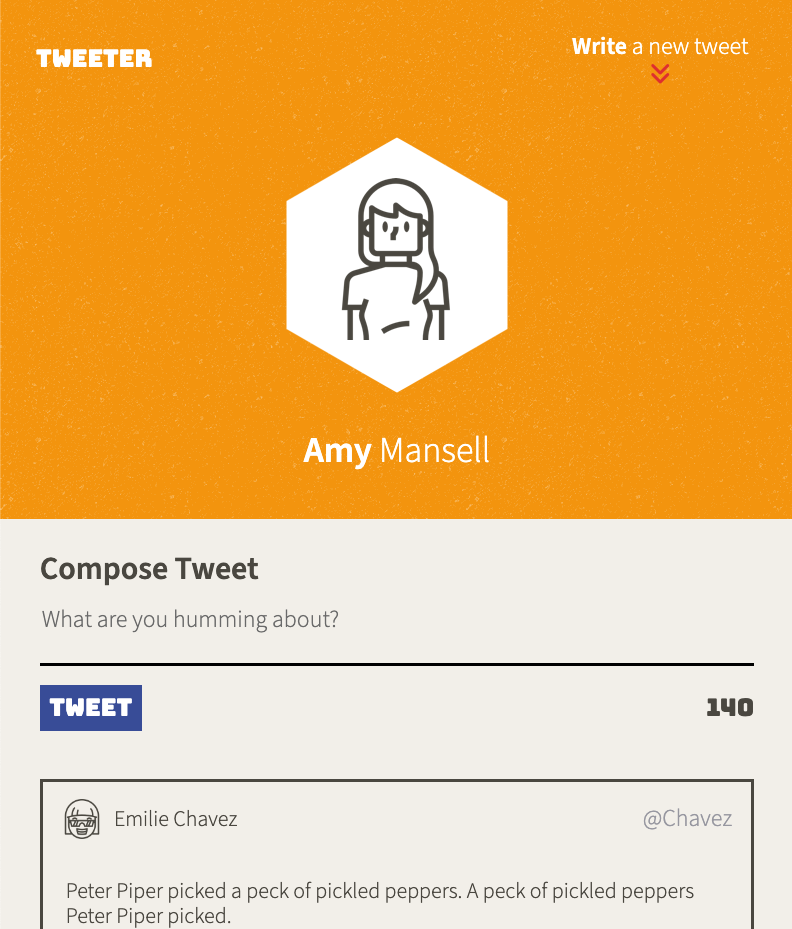 TWEETER
Write a new tweet
Amy Mansell
Compose Tweet
What are you humming about?
TWEET
140
Emilie Chavez
@Chavez
Peter Piper picked a peck of pickled peppers. A peck of pickled peppers
Peter Piper picked.